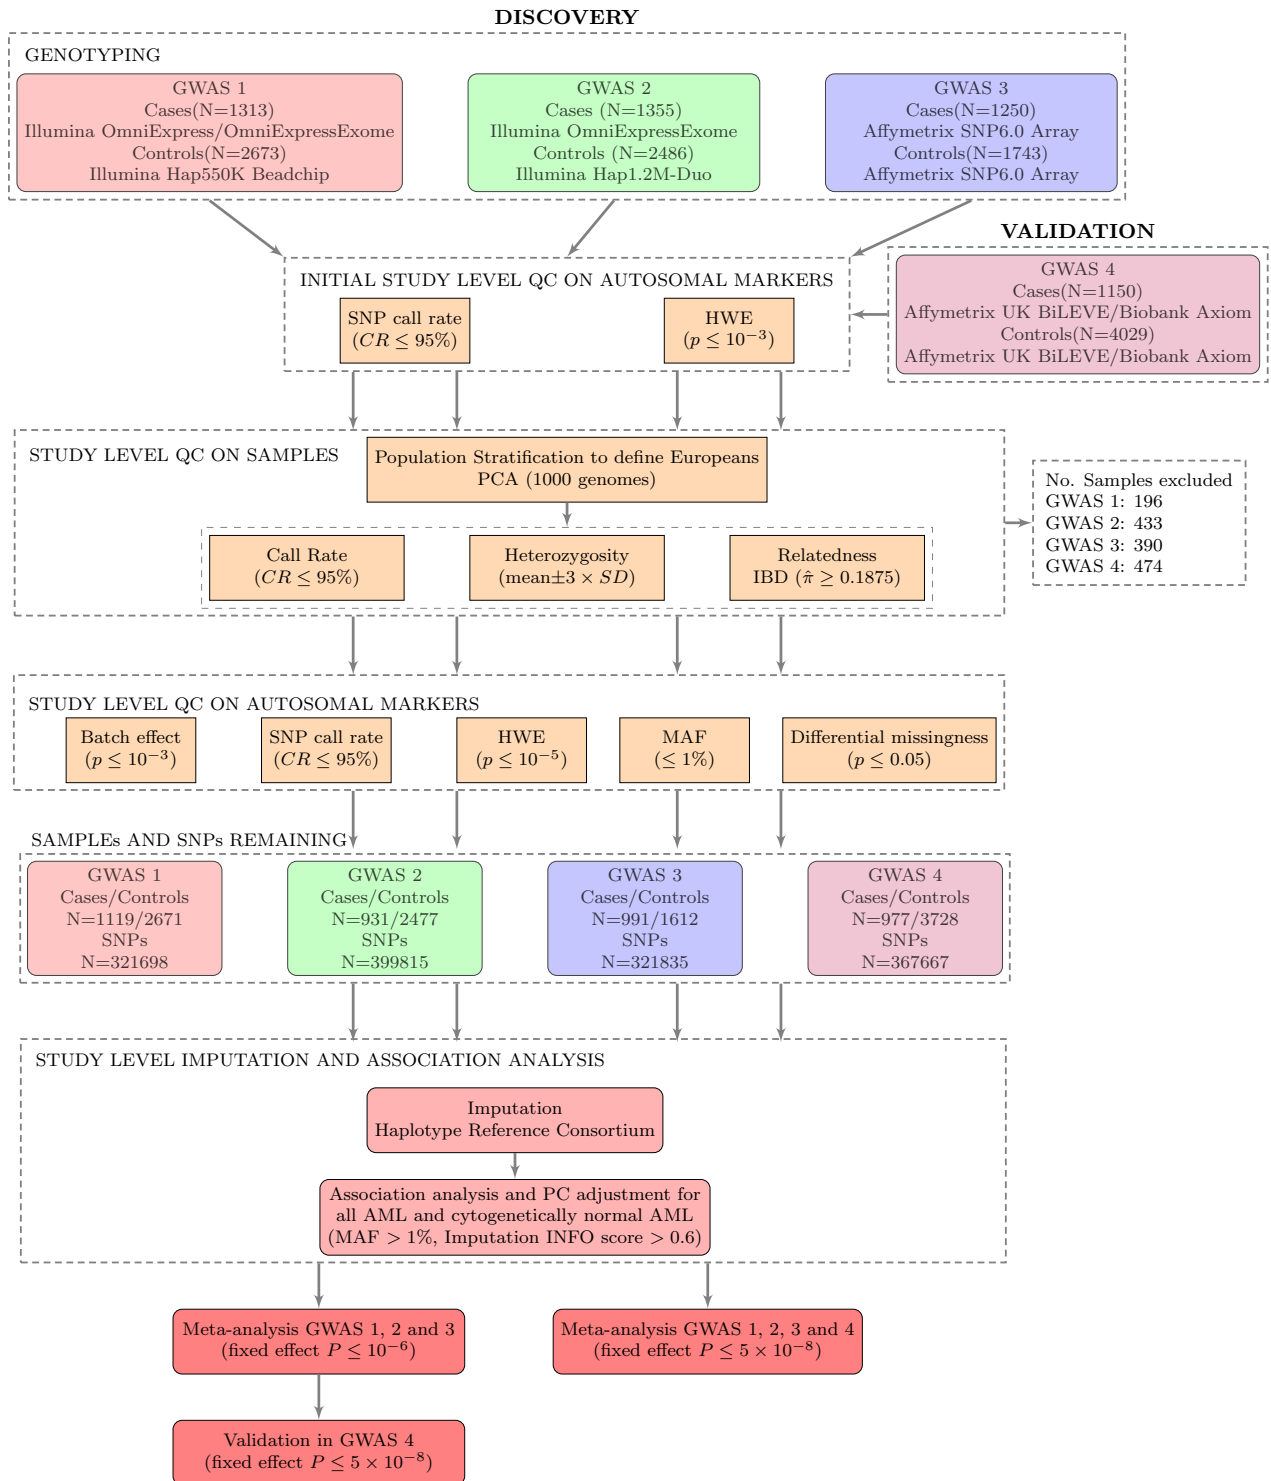 DISCOVERY
GENOTYPING
GWAS 1
Cases(N=1313)
Illumina OmniExpress/OmniExpressExome
Controls(N=2673)
Illumina Hap550K Beadchip
GWAS 2
Cases (N=1355)
Illumina OmniExpressExome
Controls (N=2486)
Illumina Hap1.2M-Duo
GWAS 3
Cases(N=1250)
Affymetrix SNP6.0 Array
Controls(N=1743)
Affymetrix SNP6.0 Array
VALIDATION
GWAS 4
Cases(N=1150)
Affymetrix UK BiLEVE/Biobank Axiom
Controls(N=4029)
Affymetrix UK BiLEVE/Biobank Axiom
INITIAL STUDY LEVEL QC ON AUTOSOMAL MARKERS
SNP call rate
(CR ≤ 95%)
HWE
(p ≤ 10⁻³)
STUDY LEVEL QC ON SAMPLES
Population Stratification to define Europeans
PCA (1000 genomes)
Call Rate
(CR ≤ 95%)
Heterozygosity
(mean±3 × SD)
Relatedness
IBD (π̂ ≥ 0.1875)
No. Samples excluded
GWAS 1: 196
GWAS 2: 433
GWAS 3: 390
GWAS 4: 474
STUDY LEVEL QC ON AUTOSOMAL MARKERS
Batch effect
(p ≤ 10⁻³)
SNP call rate
(CR ≤ 95%)
HWE
(p ≤ 10⁻⁵)
MAF
(≤ 1%)
Differential missingness
(p ≤ 0.05)
SAMPLEs AND SNPs REMAINING
GWAS 1
Cases/Controls
N=1119/2671
SNPs
N=321698
GWAS 2
Cases/Controls
N=931/2477
SNPs
N=399815
GWAS 3
Cases/Controls
N=991/1612
SNPs
N=321835
GWAS 4
Cases/Controls
N=977/3728
SNPs
N=367667
STUDY LEVEL IMPUTATION AND ASSOCIATION ANALYSIS
Imputation
Haplotype Reference Consortium
Association analysis and PC adjustment for
all AML and cytogenetically normal AML
(MAF > 1%, Imputation INFO score > 0.6)
Meta-analysis GWAS 1, 2 and 3
(fixed effect P ≤ 10⁻⁶)
Meta-analysis GWAS 1, 2, 3 and 4
(fixed effect P ≤ 5 × 10⁻⁸)
Validation in GWAS 4
(fixed effect P ≤ 5 × 10⁻⁸)